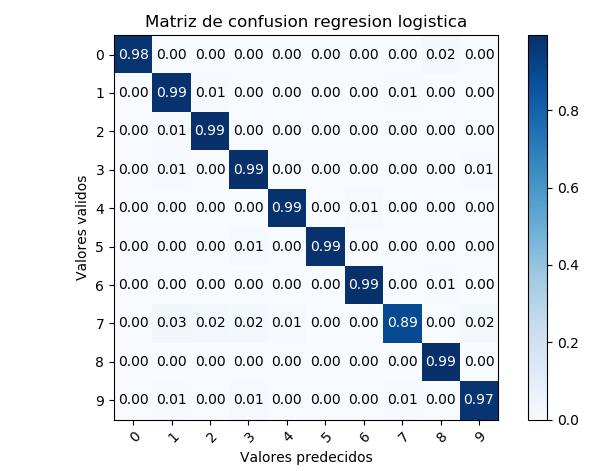 Matriz de confusion regresion logistica
Valores validos
0 0.98 0.00 0.00 0.00 0.00 0.00 0.00 0.00 0.02 0.00
1 0.00 0.99 0.01 0.00 0.00 0.00 0.00 0.01 0.00 0.00
2 0.00 0.01 0.99 0.00 0.00 0.00 0.00 0.00 0.00 0.00
3 0.00 0.01 0.00 0.99 0.00 0.00 0.00 0.00 0.00 0.01
4 0.00 0.00 0.00 0.00 0.99 0.00 0.01 0.00 0.00 0.00
5 0.00 0.00 0.00 0.01 0.00 0.99 0.00 0.00 0.00 0.00
6 0.00 0.00 0.00 0.00 0.00 0.00 0.99 0.00 0.01 0.00
7 0.00 0.03 0.02 0.02 0.01 0.00 0.00 0.89 0.00 0.02
8 0.00 0.00 0.00 0.00 0.00 0.00 0.00 0.00 0.99 0.00
9 0.00 0.01 0.00 0.01 0.00 0.00 0.00 0.01 0.00 0.97
0 1 2 3 4 5 6 7 8 9
Valores predecidos
0.8
0.6
0.4
0.2
0.0